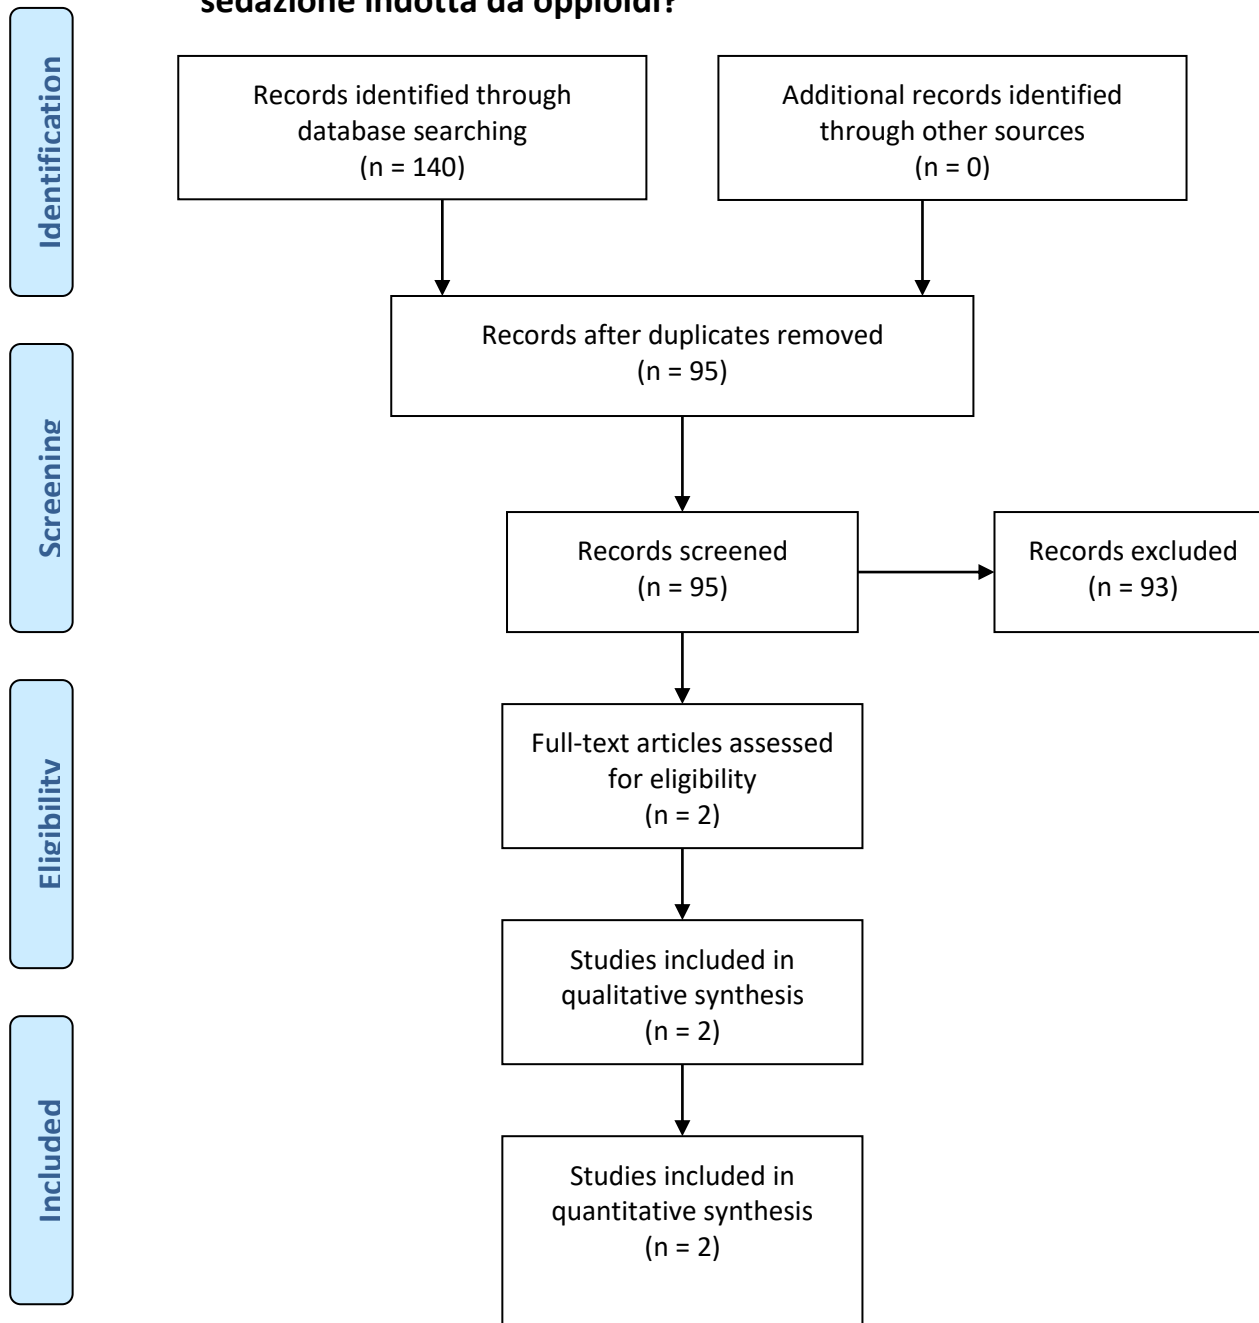 sedazione indotta da oppioidi?
Identification
Records identified through
database searching
(n = 140)
Additional records identified
through other sources
(n = 0)
Records after duplicates removed
(n = 95)
Screening
Records screened
(n = 95)
Records excluded
(n = 93)
Eligibility
Full-text articles assessed
for eligibility
(n = 2)
Studies included in
qualitative synthesis
(n = 2)
Included
Studies included in
quantitative synthesis
(n = 2)